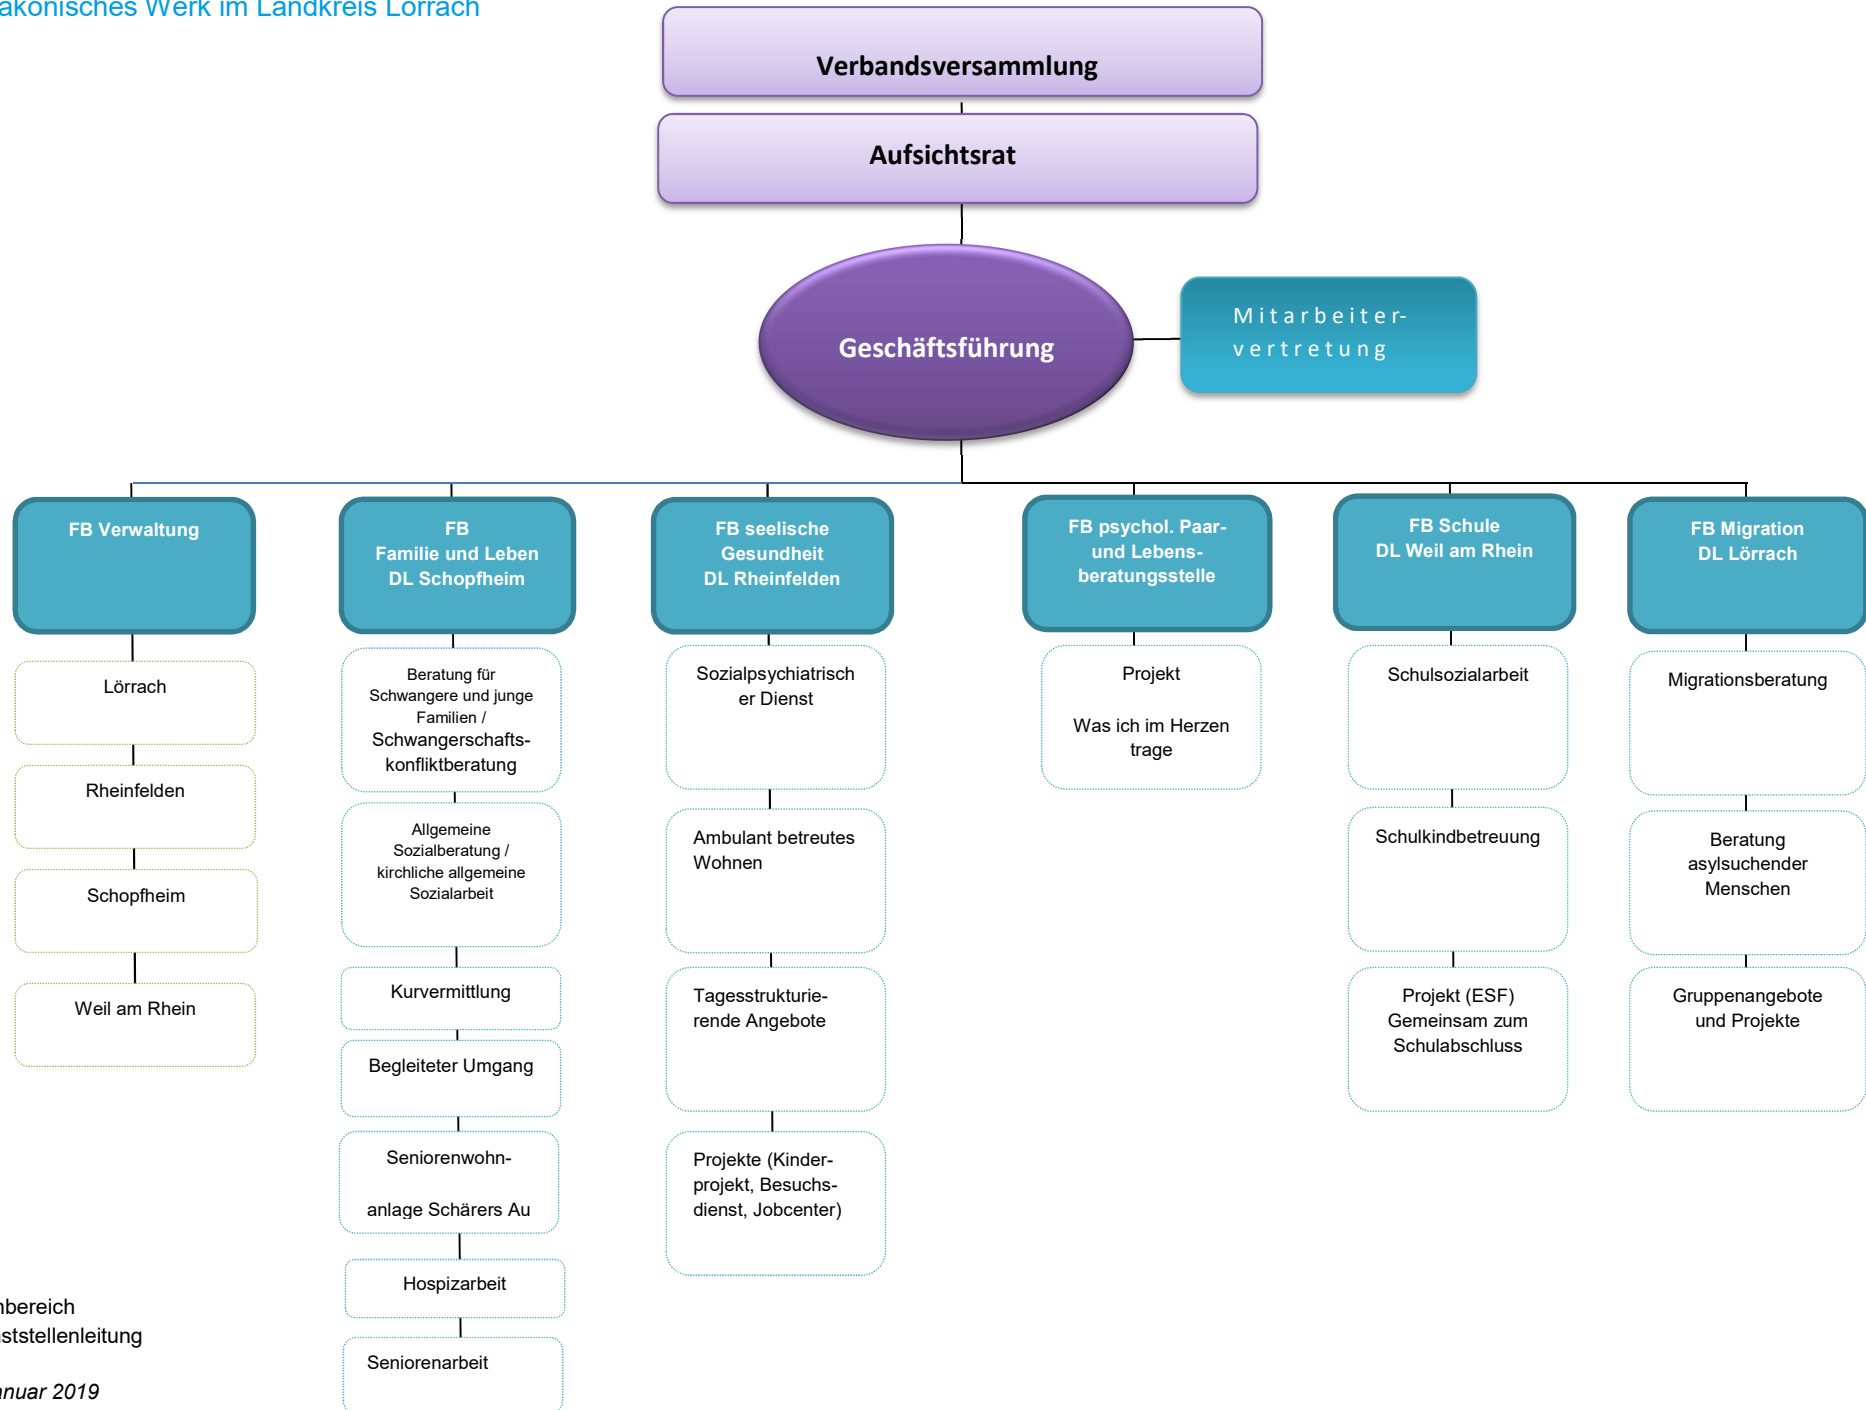 akonisches Werk im Landkreis Lörrach
Verbandsversammlung
Aufsichtsrat
Geschäftsführung
Mitarbeiter-
vertretung
FB Verwaltung
FB
Familie und Leben
DL Schopfheim
FB seelische
Gesundheit
DL Rheinfelden
FB psychol. Paar-
und Lebens-
beratungsstelle
FB Schule
DL Weil am Rhein
FB Migration
DL Lörrach
Lörrach
Rheinfelden
Schopfheim
Weil am Rhein
Beratung für
Schwangere und junge
Familien /
Schwangerschafts-
konfliktberatung
Allgemeine
Sozialberatung /
kirchliche allgemeine
Sozialarbeit
Kurvermittlung
Begleiteter Umgang
Seniorenwohn-
anlage Schärers Au
Hospizarbeit
Seniorenarbeit
Sozialpsychiatrisch
er Dienst
Ambulant betreutes
Wohnen
Tagesstrukturie-
rende Angebote
Projekte (Kinder-
projekt, Besuchs-
dienst, Jobcenter)
Projekt
Was ich im Herzen
trage
Schulsozialarbeit
Schulkindbetreuung
Projekt (ESF)
Gemeinsam zum
Schulabschluss
Migrationsberatung
Beratung
asylsuchender
Menschen
Gruppenangebote
und Projekte
nbereich
nststellenleitung
anuar 2019